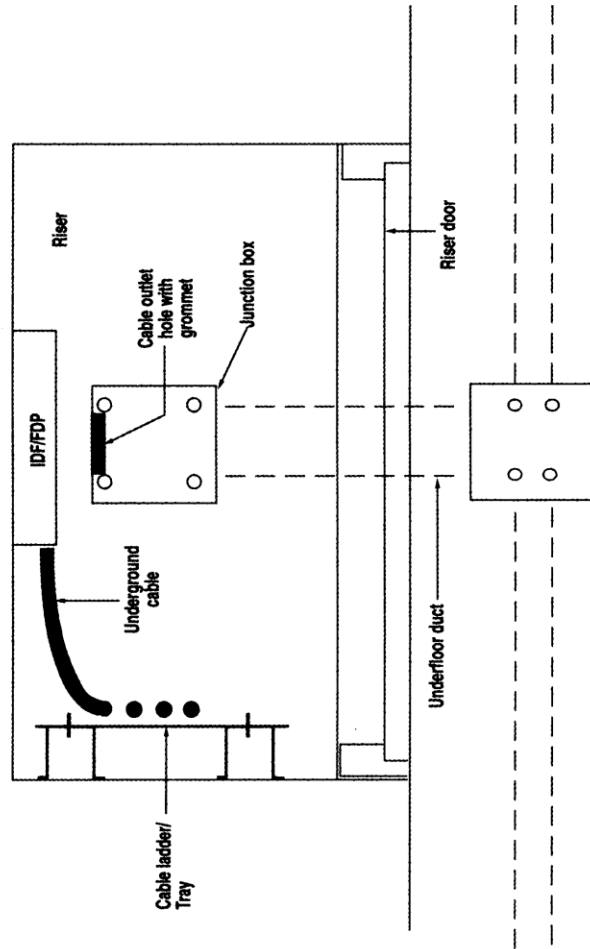 Riser
IDF/FDP
Cable outlet
hole with
grommet
Junction box
Underground
cable
Riser door
Underfloor duct
Cable ladder/
Tray